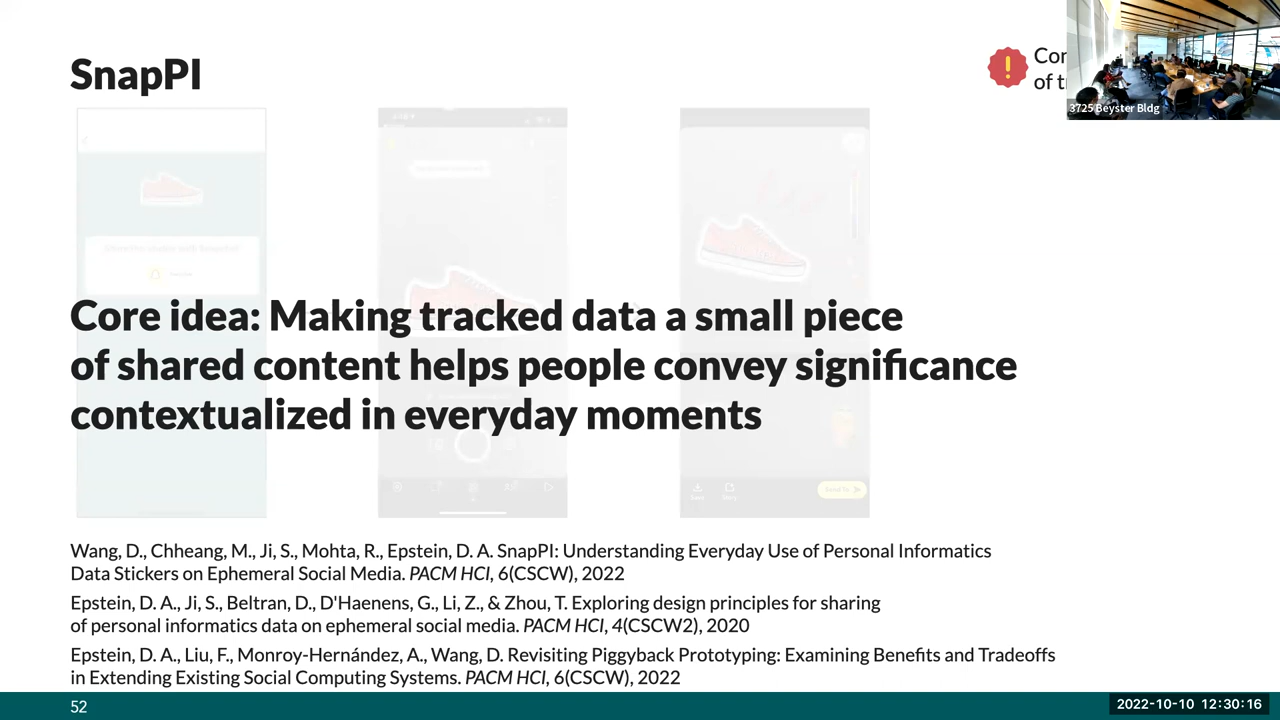 SnapPI
of
3725 Beyster Bldg
Core idea: Making tracked data a small piece
of shared content helps people convey significance
contextualized in everyday moments
Wang, D., Chheang, M., Ji, S., Mohta, R., Epstein, D. A. SnapPI: Understanding Everyday Use of Personal Informatics
Data Stickers on Ephemeral Social Media. PACM HCI, 6(CSCW), 2022
Epstein, D. A., Ji, S., Beltran, D., D'Haenens, G., Li, Z., & Zhou, T. Exploring design principles for sharing
of personal informatics data on ephemeral social media. PACM HCI, 4(CSCW2), 2020
Epstein, D. A., Liu, F., Monroy-Hernández, A., Wang, D. Revisiting Piggyback Prototyping: Examining Benefits and Tradeoffs
in Extending Existing Social Computing Systems. PACM HCI, 6(CSCW), 2022
52
2022-10-10 12:30:16